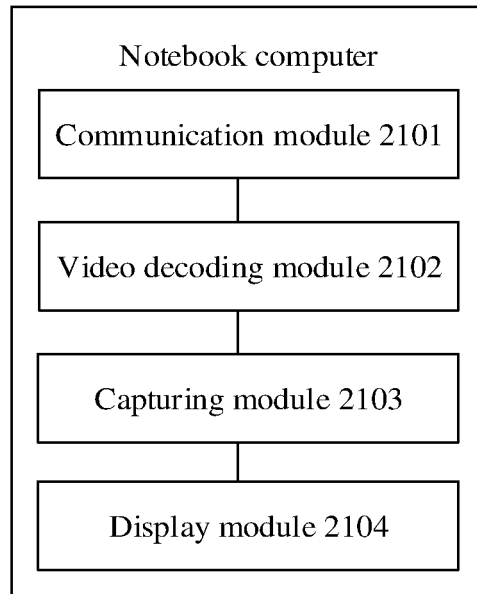 Notebook computer
Communication module 2101
Video decoding module 2102
Capturing module 2103
Display module 2104